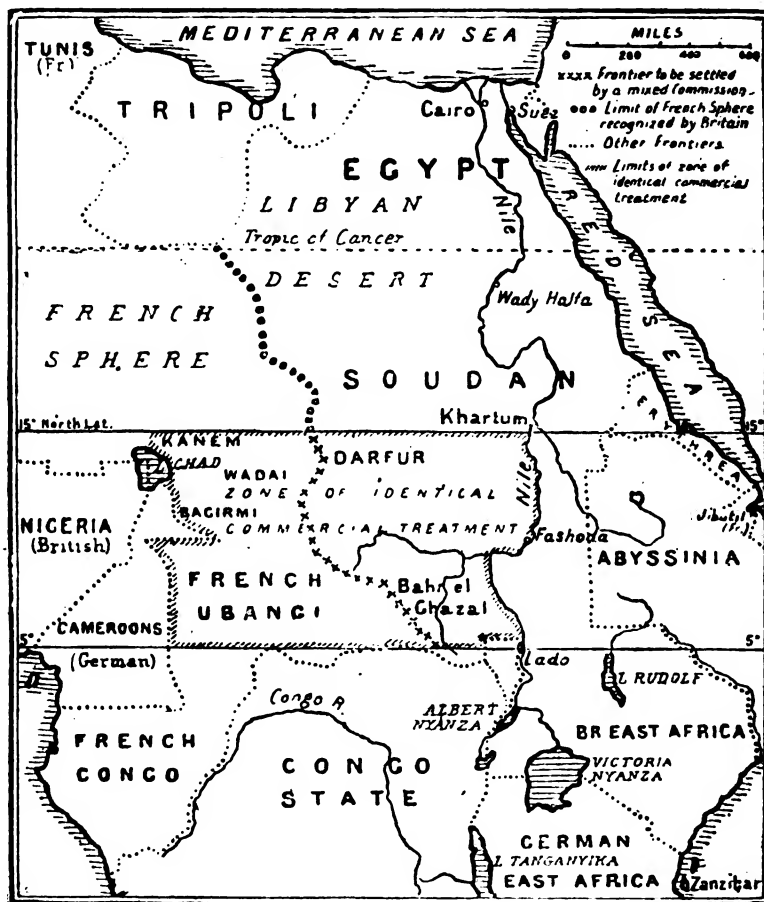 MEDITERRANEAN SEA
TUNIS
(Fr.)
MILES
0 200 400 600
xxxx Frontier to be settled
by a mixed Commission.
●●● Limit of French Sphere
recognized by Britain
..... Other Frontiers
Limits of zone of
identical commercial
treatment
TRIPOLI
Cairo
Suez
EGYPT
LIBYAN
Nile
Tropic of Cancer
RED SEA
DESERT
Wady Halfa
FRENCH
SPHERE
SOUDAN
Khartum
15° North Lat.
15°
ERYTHREA
KANEM
L. CHAD
WADAI
DARFUR
Nile
ZONE OF IDENTICAL
BAGIRMI
COMMERCIAL TREATMENT
NIGERIA
(British)
Fashoda
Jibutil
(Fr.)
ABYSSINIA
FRENCH
UBANGI
Bahr el
Ghazal
CAMEROONS
5°
5°
(German)
Lado
L RUDOLF
Congo R.
ALBERT
NYANZA
BR EAST AFRICA
FRENCH
CONGO
CONGO
STATE
VICTORIA
NYANZA
GERMAN
L TANGANYIKA
EAST AFRICA
Zanzibar